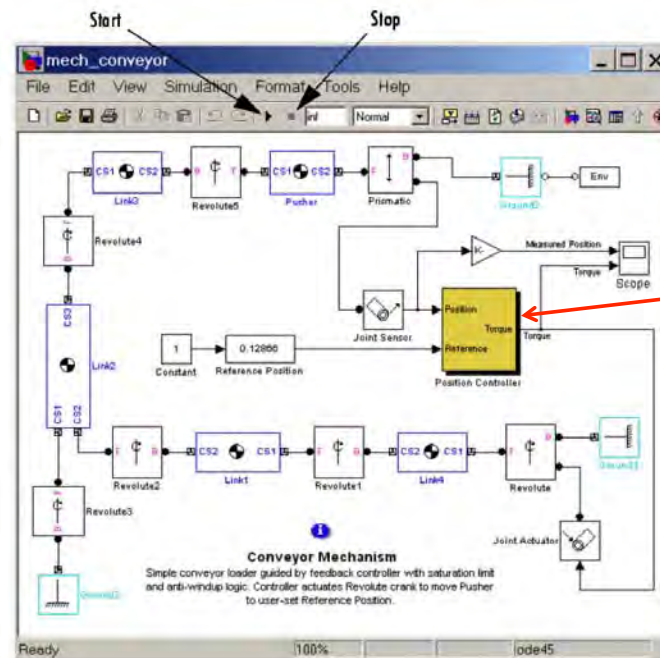 Start
Stop
mech_conveyor
File Edit View Simulation Format Tools Help
inf Normal
CS1 CS2
Link3
B F
Revolute5
CS1 CS2
Pusher
F B
Prismatic
Env
Revolute4
Measured Position
K-
Torque
Scope
Joint Sensor
Position
Torque
Reference
Torque
Position Controller
1
Constant
0.12866
Reference Position
CS3
Link2
CS1
CS2
F B
Revolute2
CS2 CS1
Link1
F B
Revolute1
CS2 CS1
Link4
F B
Revolute
Revolute3
Joint Actuator
i
Conveyor Mechanism
Simple conveyor loader guided by feedback controller with saturation limit
and anti-windup logic. Controller actuates Revolute crank to move Pusher
to user-set Reference Position.
Ready 100% ode45